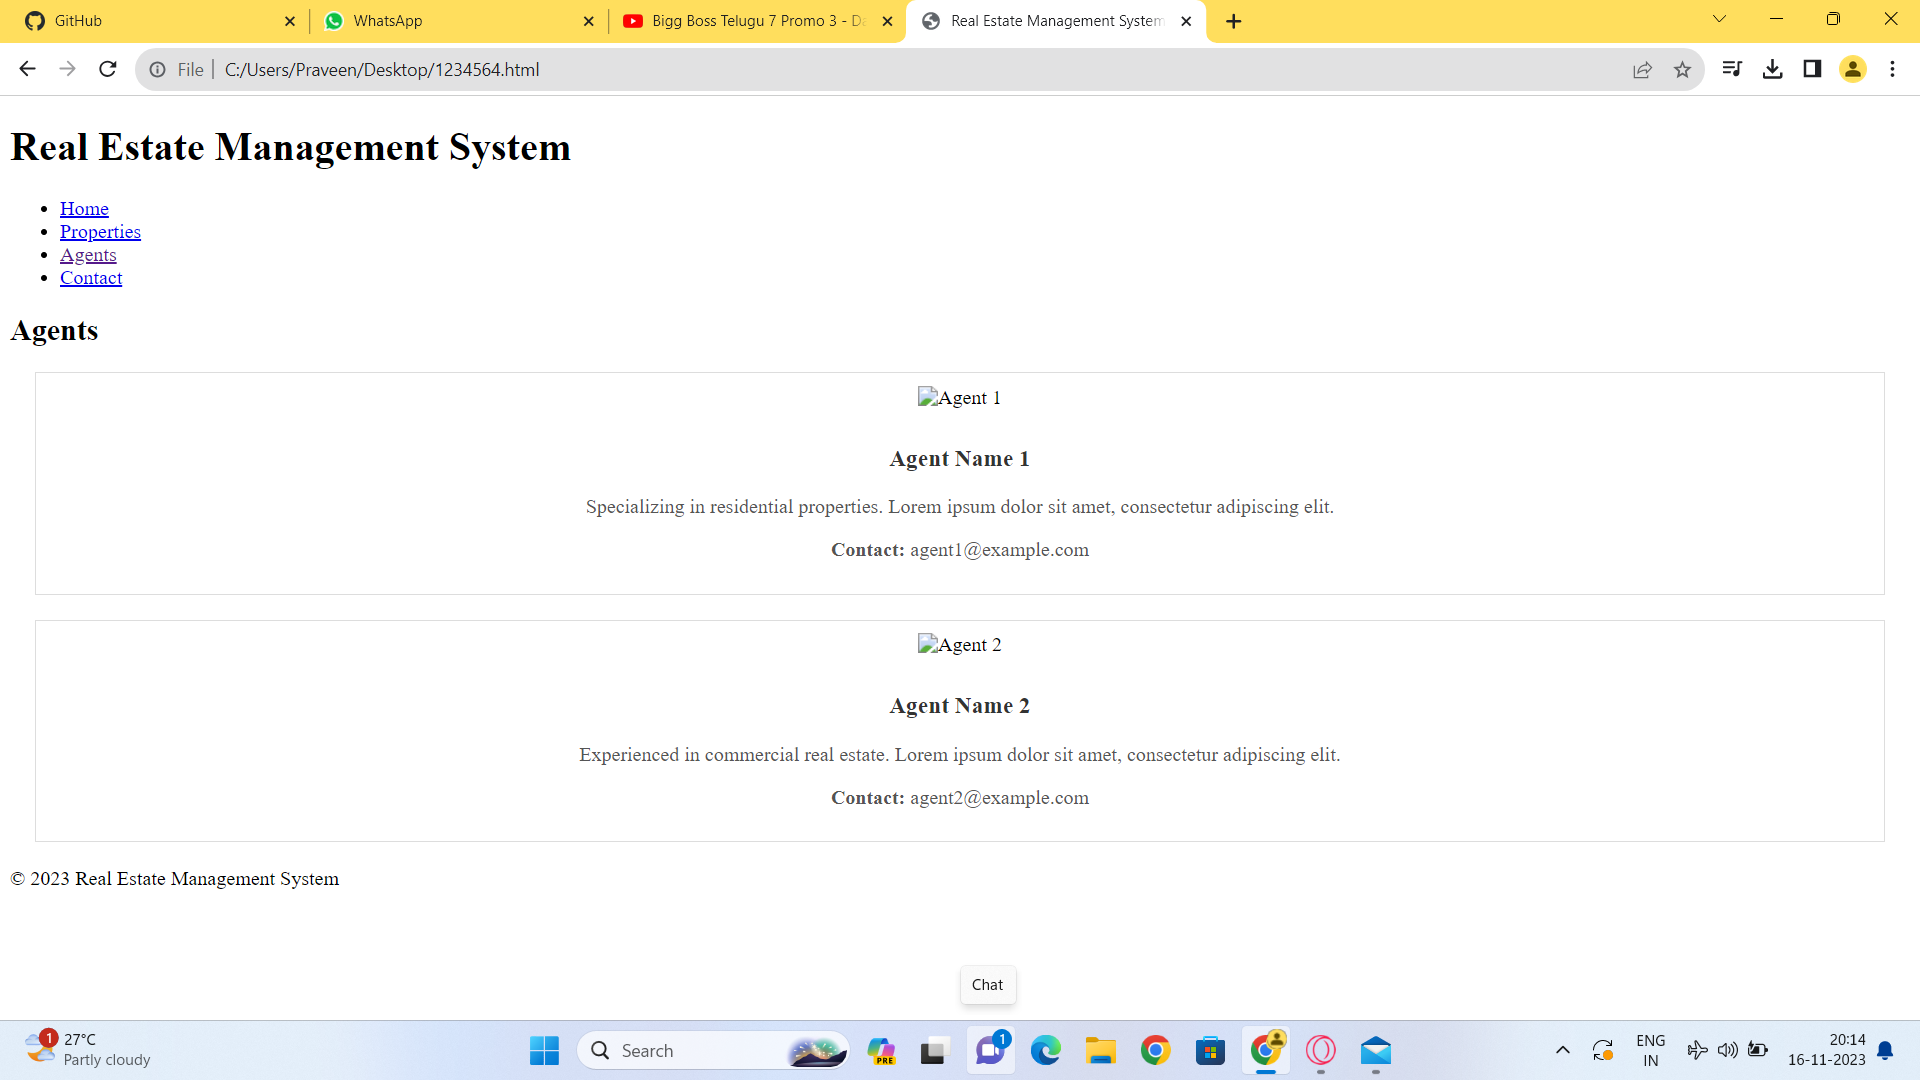 GitHub
WhatsApp
Bigg Boss Telugu 7 Promo 3 - Da
Real Estate Management System
File
C:/Users/Praveen/Desktop/1234564.html
Real Estate Management System
Home
Properties
Agents
Contact
Agents
Agent 1
Agent Name 1
Specializing in residential properties. Lorem ipsum dolor sit amet, consectetur adipiscing elit.
Contact: agent1@example.com
Agent 2
Agent Name 2
Experienced in commercial real estate. Lorem ipsum dolor sit amet, consectetur adipiscing elit.
Contact: agent2@example.com
© 2023 Real Estate Management System
Chat
1
27°C
Partly cloudy
Search
PRE
1
ENG
IN
20:14
16-11-2023